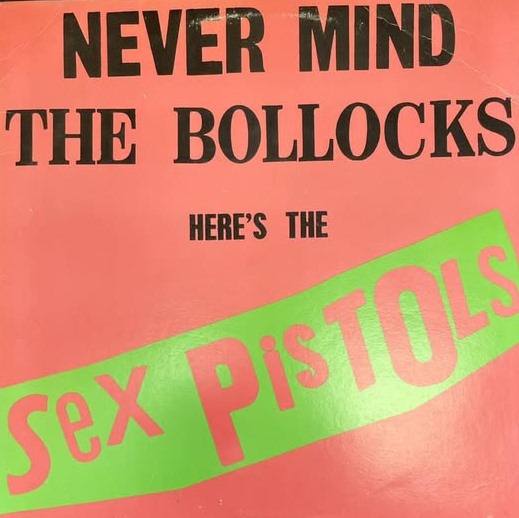 NEVER MIND
THE BOLLOCKS
HERE'S THE
Sex PisTOLS